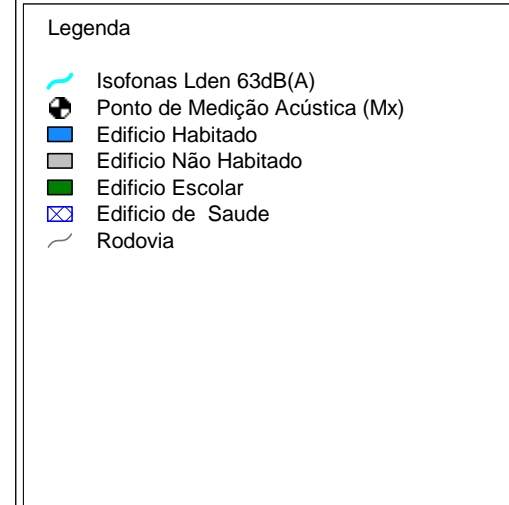 Legenda
Isofonas Lden 63dB(A)
Ponto de Medição Acústica (Mx)
Edificio Habitado
Edificio Não Habitado
Edificio Escolar
Edificio de  Saude
Rodovia